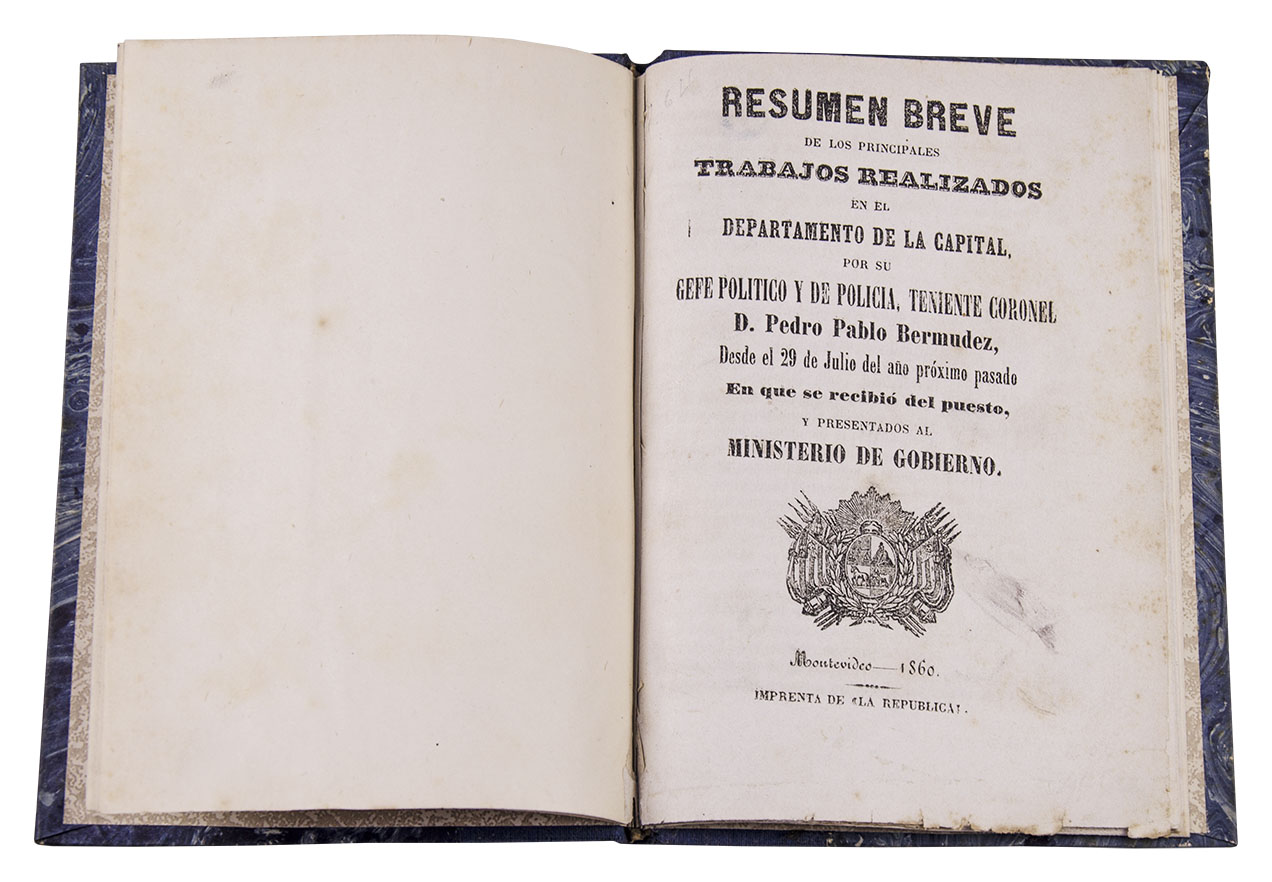 RESUMEN BREVE
DE LOS PRINCIPALES
TRABAJOS REALIZADOS
EN EL
DEPARTAMENTO DE LA CAPITAL,
POR SU
GEFE POLITICO Y DE POLICIA, TENIENTE CORONEL
D. Pedro Pablo Bermudez,
Desde el 29 de Julio del año próximo pasado
En que se recibió del puesto,
Y PRESENTADOS AL
MINISTERIO DE GOBIERNO.
Montevideo—1860.
IMPRENTA DE «LA REPUBLICA».